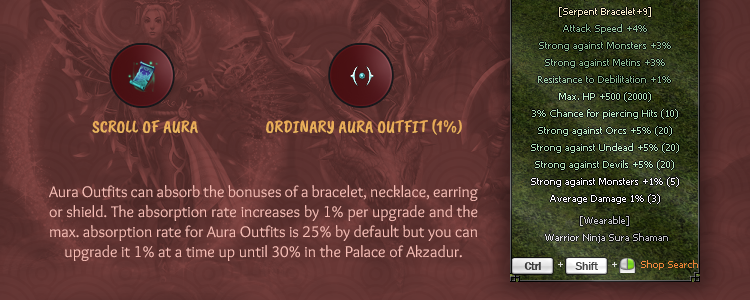 SCROLL OF AURA
ORDINARY AURA OUTFIT (1%)
Aura Outfits can absorb the bonuses of a bracelet, necklace, earring
or shield. The absorption rate increases by 1% per upgrade and the
max. absorption rate for Aura Outfits is 25% by default but you can
upgrade it 1% at a time up until 30% in the Palace of Akzadur.
[Serpent Bracelet+9]
Attack Speed +4%
Strong against Monsters +3%
Strong against Metins +3%
Resistance to Debilitation +1%
Max. HP +500 (2000)
3% Chance for piercing Hits (10)
Strong against Orcs +5% (20)
Strong against Undead +5% (20)
Strong against Devils +5% (20)
Strong against Monsters +1% (5)
Average Damage 1% (3)
[Wearable]
Warrior Ninja Sura Shaman
Ctrl + Shift + Shop Search